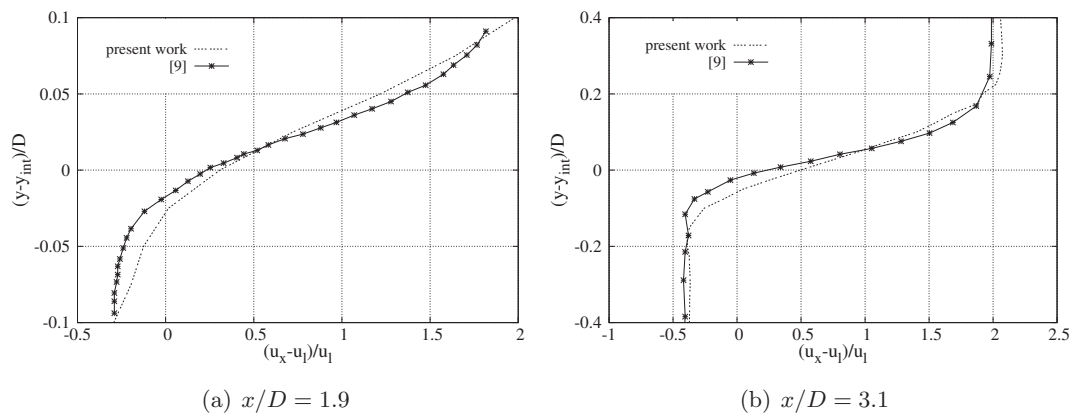 0.1
0.05
0
-0.05
-0.1
(y-y_int)/D
present work
[9]
0 0.5 1 1.5 2
(u_x-u_l)/u_l
(a) x/D = 1.9
0.4
0.2
0
-0.2
-0.4
(y-y_int)/D
present work
[9]
-1 -0.5 0 0.5 1 1.5 2 2.5
(u_x-u_l)/u_l
(b) x/D = 3.1